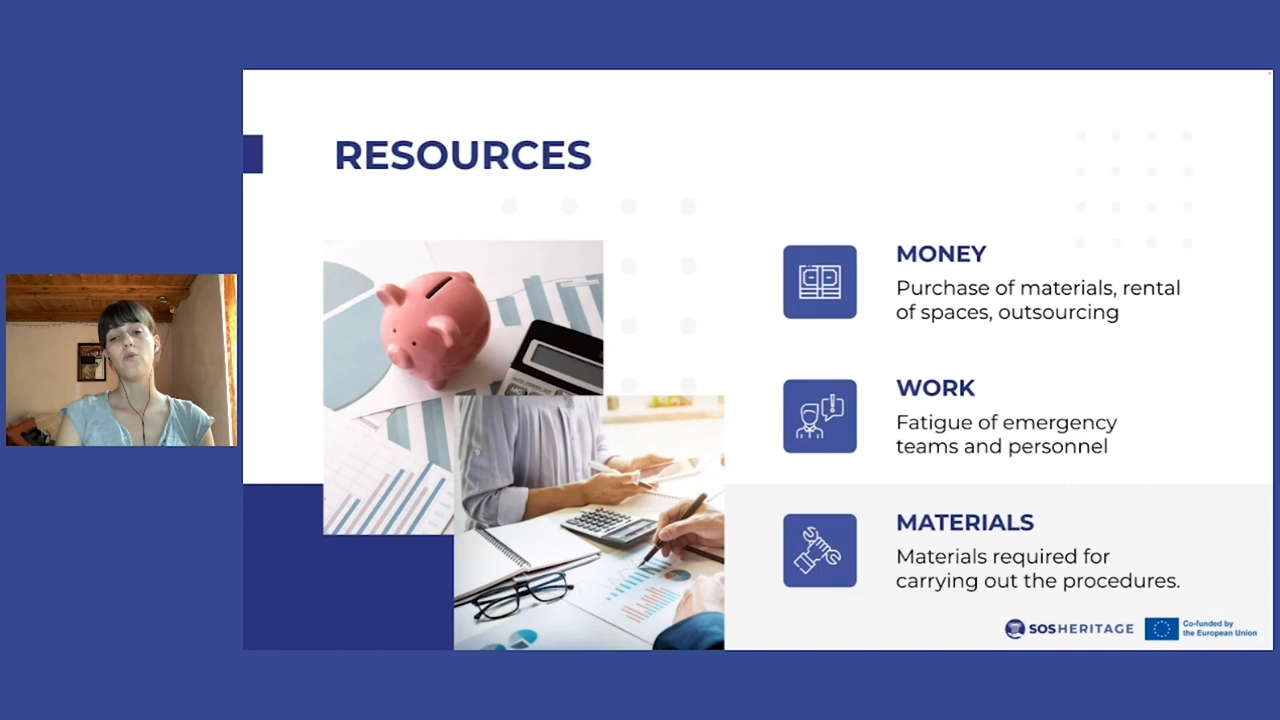 RESOURCES
MONEY
Purchase of materials, rental
of spaces, outsourcing
WORK
Fatigue of emergency
teams and personnel
MATERIALS
Materials required for
carrying out the procedures.
SOSHERITAGE
Co-funded by
the European Union